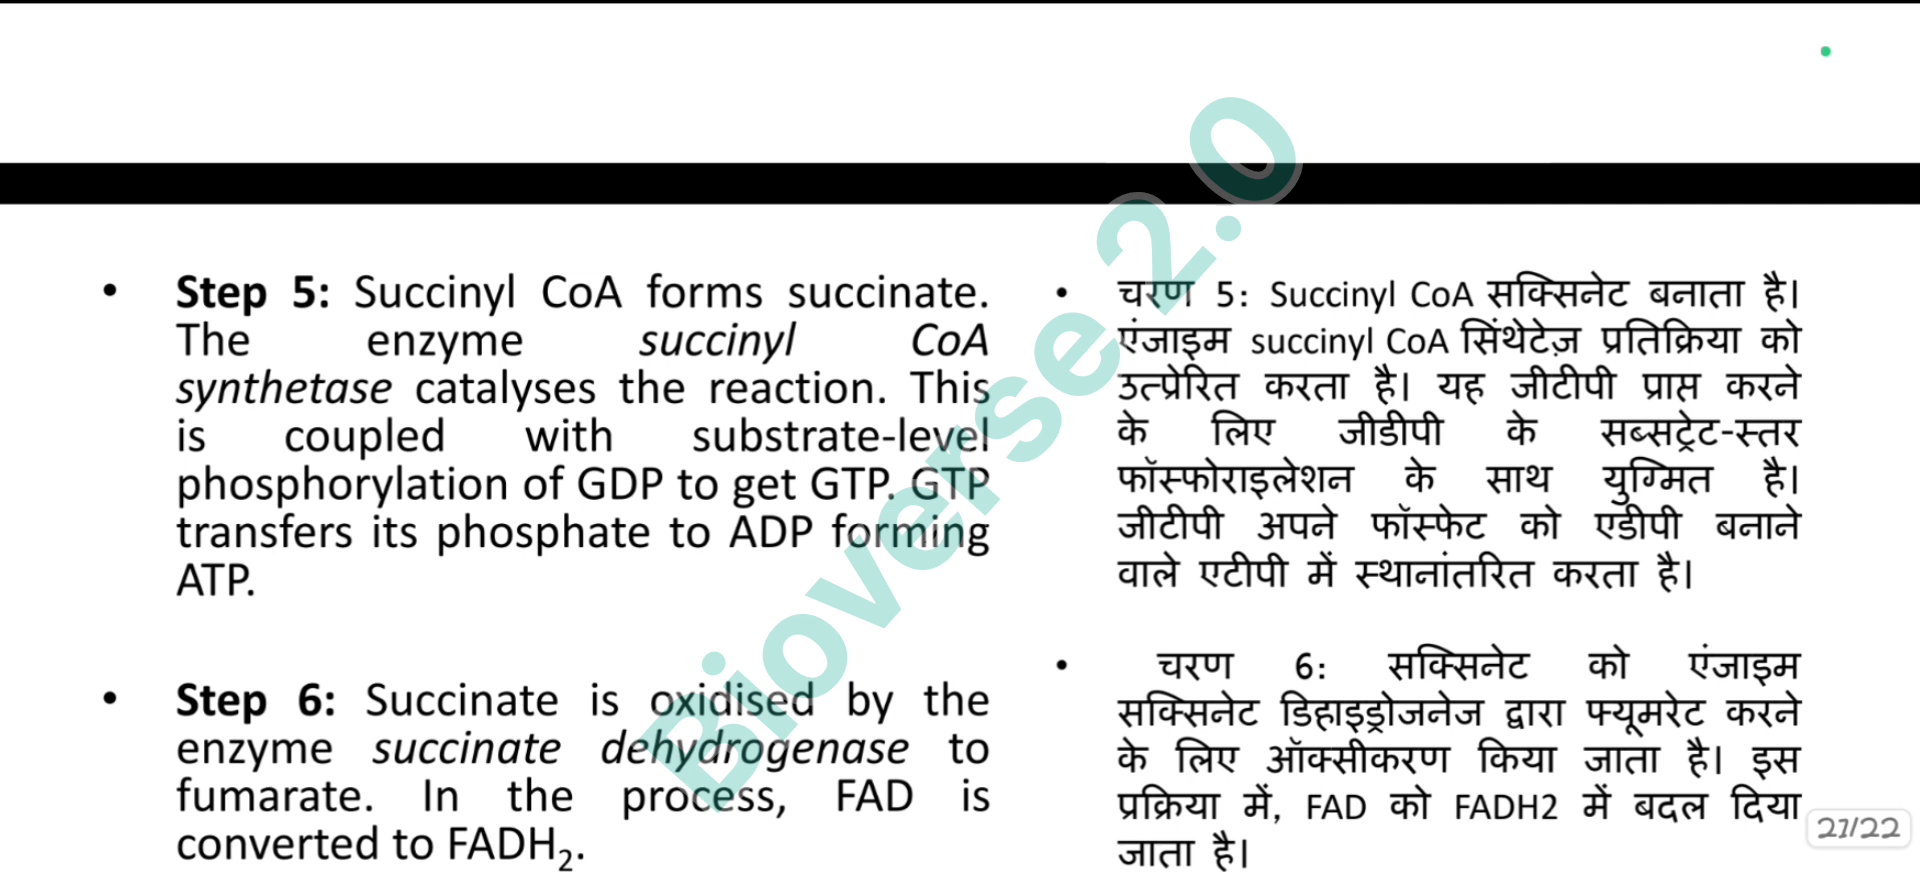 • Step 5: Succinyl CoA forms succinate.
The enzyme succinyl CoA
synthetase catalyses the reaction. This
is coupled with substrate-level
phosphorylation of GDP to get GTP. GTP
transfers its phosphate to ADP forming
ATP.
• Step 6: Succinate is oxidised by the
enzyme succinate dehydrogenase to
fumarate. In the process, FAD is
converted to FADH₂.
• चरण 5: Succinyl CoA सक्सिनेट बनाता है।
एंजाइम succinyl CoA सिंथेटेज़ प्रतिक्रिया को
उत्प्रेरित करता है। यह जीटीपी प्राप्त करने
के लिए जीडीपी के सब्सट्रेट-स्तर
फॉस्फोराइलेशन के साथ युग्मित है।
जीटीपी अपने फॉस्फेट को एडीपी बनाने
वाले एटीपी में स्थानांतरित करता है।
• चरण 6: सक्सिनेट को एंजाइम
सक्सिनेट डिहाइड्रोजनेज द्वारा फ्यूमरेट करने
के लिए ऑक्सीकरण किया जाता है। इस
प्रक्रिया में, FAD को FADH2 में बदल दिया
जाता है।
Bioverse 2.0
21/22